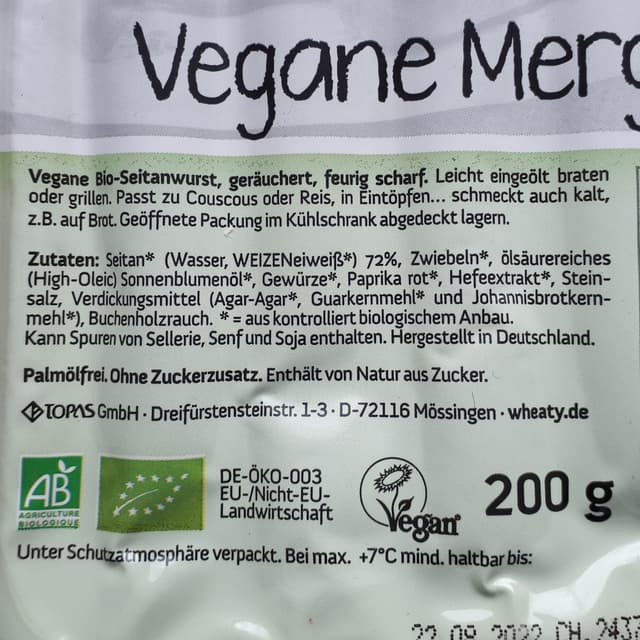 Vegane Merg
Vegane Bio-Seitanwurst, geräuchert, feurig scharf. Leicht eingeölt braten
oder grillen. Passt zu Couscous oder Reis, in Eintöpfen... schmeckt auch kalt,
z.B. auf Brot. Geöffnete Packung im Kühlschrank abgedeckt lagern.
Zutaten: Seitan* (Wasser, WEIZENeiweiß*) 72%, Zwiebeln*, ölsäurereiches
(High-Oleic) Sonnenblumenöl*, Gewürze*, Paprika rot*, Hefeextrakt*, Stein-
salz, Verdickungsmittel (Agar-Agar*, Guarkernmehl* und Johannisbrotkern-
mehl*), Buchenholzrauch. * = aus kontrolliert biologischem Anbau.
Kann Spuren von Sellerie, Senf und Soja enthalten. Hergestellt in Deutschland.
Palmölfrei. Ohne Zuckerzusatz. Enthält von Natur aus Zucker.
TOPAS GmbH · Dreifürstensteinstr. 1-3 · D-72116 Mössingen · wheaty.de
AB
AGRICULTURE
BIOLOGIQUE
DE-ÖKO-003
EU-/Nicht-EU-
Landwirtschaft
Vegan
200 g
Unter Schutzatmosphäre verpackt. Bei max. +7°C mind. haltbar bis: